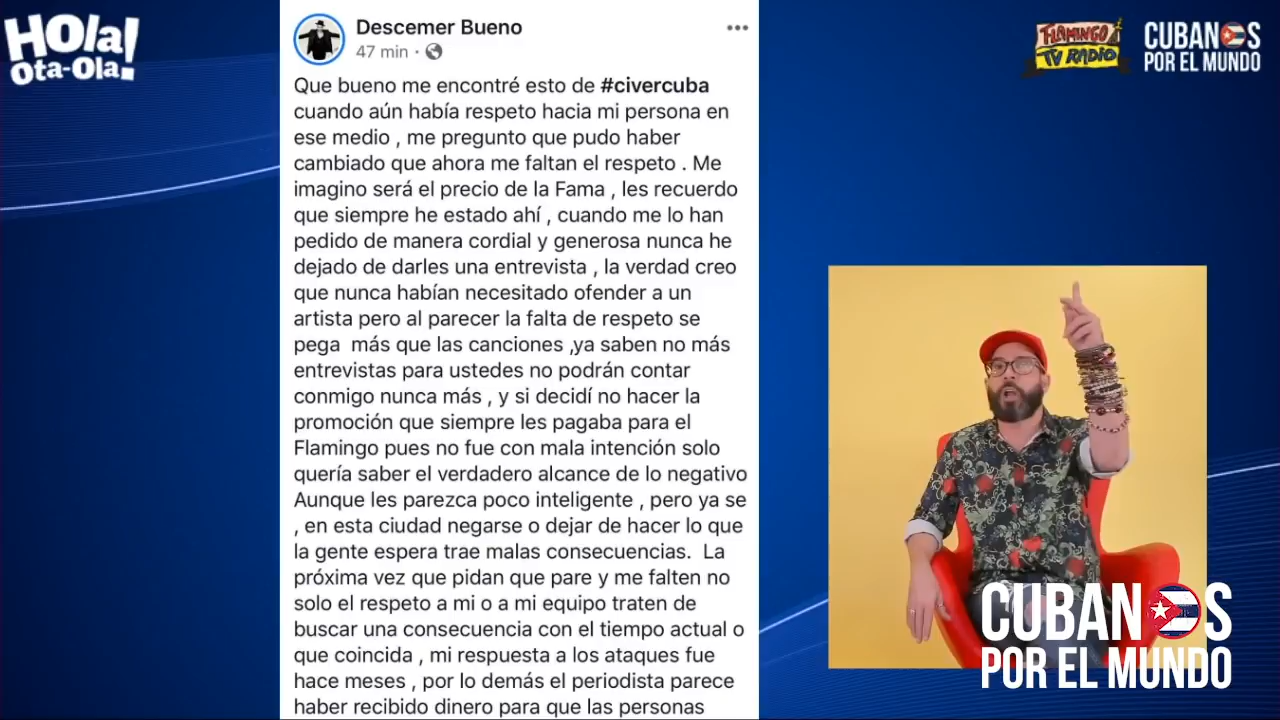 HOla!
Ota-Ola!
Descemer Bueno
47 min ·
Que bueno me encontré esto de #civercuba
cuando aún había respeto hacia mi persona en
ese medio , me pregunto que pudo haber
cambiado que ahora me faltan el respeto . Me
imagino será el precio de la Fama , les recuerdo
que siempre he estado ahí , cuando me lo han
pedido de manera cordial y generosa nunca he
dejado de darles una entrevista , la verdad creo
que nunca habían necesitado ofender a un
artista pero al parecer la falta de respeto se
pega  más que las canciones ,ya saben no más
entrevistas para ustedes no podrán contar
conmigo nunca más , y si decidí no hacer la
promoción que siempre les pagaba para el
Flamingo pues no fue con mala intención solo
quería saber el verdadero alcance de lo negativo
Aunque les parezca poco inteligente , pero ya se
, en esta ciudad negarse o dejar de hacer lo que
la gente espera trae malas consecuencias.  La
próxima vez que pidan que pare y me falten no
solo el respeto a mi o a mi equipo traten de
buscar una consecuencia con el tiempo actual o
que coincida , mi respuesta a los ataques fue
hace meses , por lo demás el periodista parece
haber recibido dinero para que las personas
FLAMINGO
TV RADIO
CUBANOS
POR EL MUNDO
CUBANOS
POR EL MUNDO